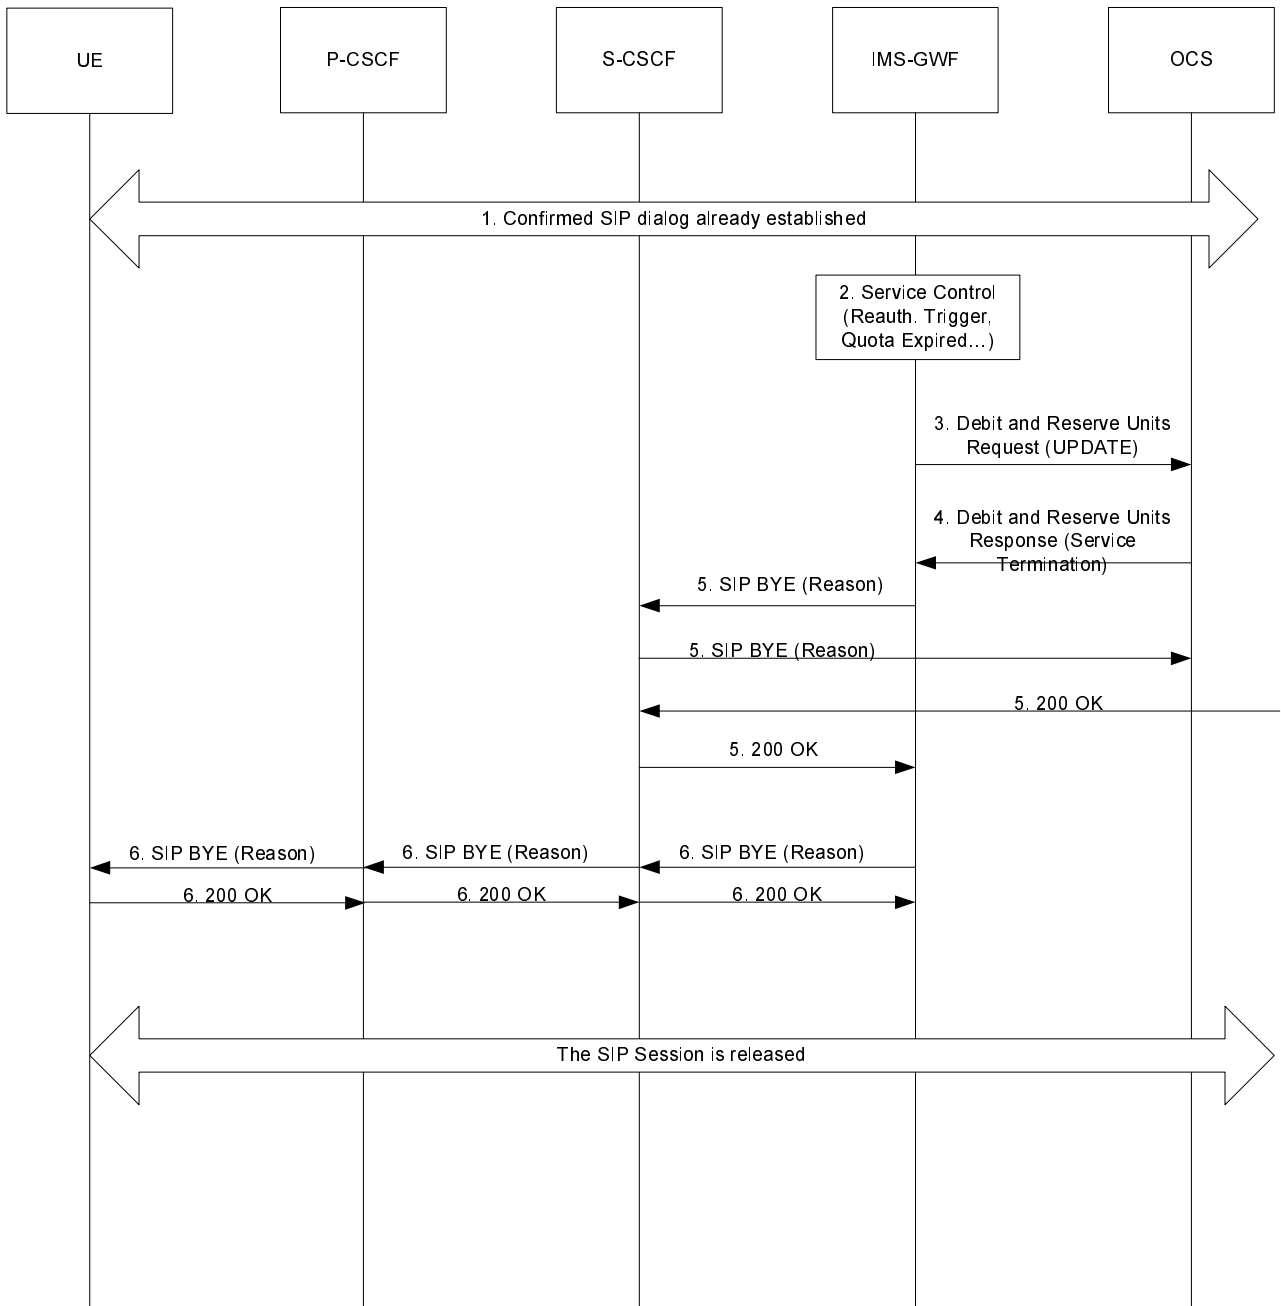 UE
P-CSCF
S-CSCF
IMS-GWF
OCS
1. Confirmed SIP dialog already established
2. Service Control
(Reauth. Trigger,
Quota Expired…)
3. Debit and Reserve Units
Request (UPDATE)
4. Debit and Reserve Units
Response (Service
Termination)
5. SIP BYE (Reason)
5. SIP BYE (Reason)
5. 200 OK
5. 200 OK
6. SIP BYE (Reason)
6. SIP BYE (Reason)
6. SIP BYE (Reason)
6. 200 OK
6. 200 OK
6. 200 OK
The SIP Session is released